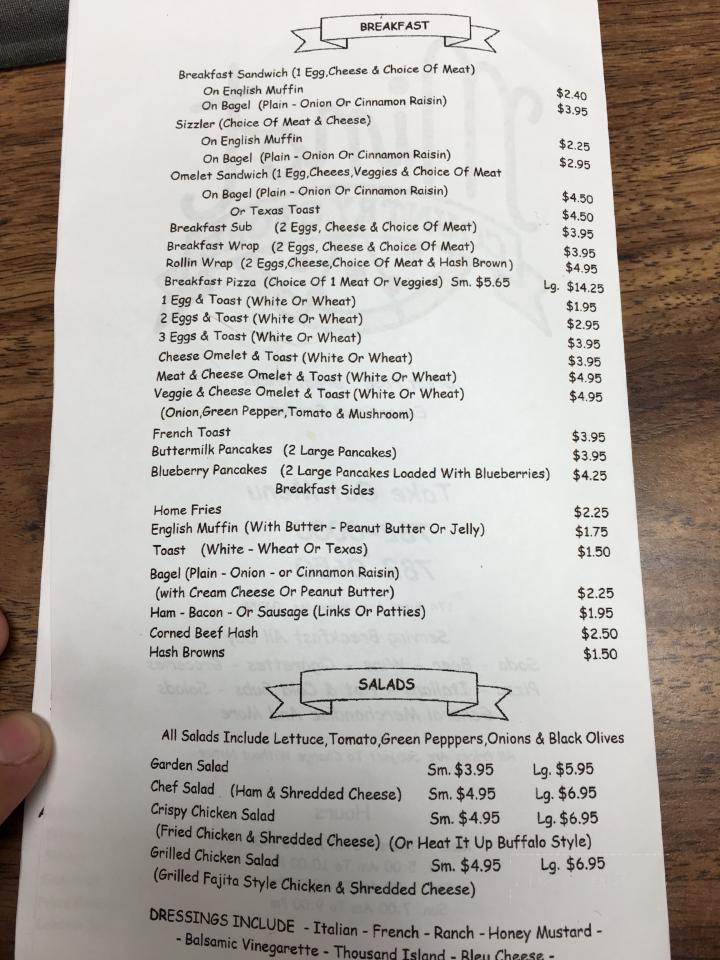 BREAKFAST
Breakfast Sandwich (1 Egg,Cheese & Choice Of Meat)
On English Muffin $2.40
On Bagel (Plain - Onion Or Cinnamon Raisin) $3.95
Sizzler (Choice Of Meat & Cheese)
On English Muffin $2.25
On Bagel (Plain - Onion Or Cinnamon Raisin) $2.95
Omelet Sandwich (1 Egg,Cheees,Veggies & Choice Of Meat
On Bagel (Plain - Onion Or Cinnamon Raisin) $4.50
Or Texas Toast $4.50
Breakfast Sub (2 Eggs, Cheese & Choice Of Meat) $3.95
Breakfast Wrap (2 Eggs, Cheese & Choice Of Meat) $3.95
Rollin Wrap (2 Eggs,Cheese,Choice Of Meat & Hash Brown) $4.95
Breakfast Pizza (Choice Of 1 Meat Or Veggies) Sm. $5.65 Lg. $14.25
1 Egg & Toast (White Or Wheat) $1.95
2 Eggs & Toast (White Or Wheat) $2.95
3 Eggs & Toast (White Or Wheat) $3.95
Cheese Omelet & Toast (White Or Wheat) $3.95
Meat & Cheese Omelet & Toast (White Or Wheat) $4.95
Veggie & Cheese Omelet & Toast (White Or Wheat) $4.95
(Onion,Green Pepper,Tomato & Mushroom)
French Toast $3.95
Buttermilk Pancakes (2 Large Pancakes) $3.95
Blueberry Pancakes (2 Large Pancakes Loaded With Blueberries) $4.25
Breakfast Sides
Home Fries $2.25
English Muffin (With Butter - Peanut Butter Or Jelly) $1.75
Toast (White - Wheat Or Texas) $1.50
Bagel (Plain - Onion - or Cinnamon Raisin)
(with Cream Cheese Or Peanut Butter) $2.25
Ham - Bacon - Or Sausage (Links Or Patties) $1.95
Corned Beef Hash $2.50
Hash Browns $1.50
SALADS
All Salads Include Lettuce,Tomato,Green Pepppers,Onions & Black Olives
Garden Salad Sm. $3.95 Lg. $5.95
Chef Salad (Ham & Shredded Cheese) Sm. $4.95 Lg. $6.95
Crispy Chicken Salad Sm. $4.95 Lg. $6.95
(Fried Chicken & Shredded Cheese) (Or Heat It Up Buffalo Style)
Grilled Chicken Salad Sm. $4.95 Lg. $6.95
(Grilled Fajita Style Chicken & Shredded Cheese)
DRESSINGS INCLUDE - Italian - French - Ranch - Honey Mustard -
- Balsamic Vinegarette - Thousand Island - Bleu Cheese -